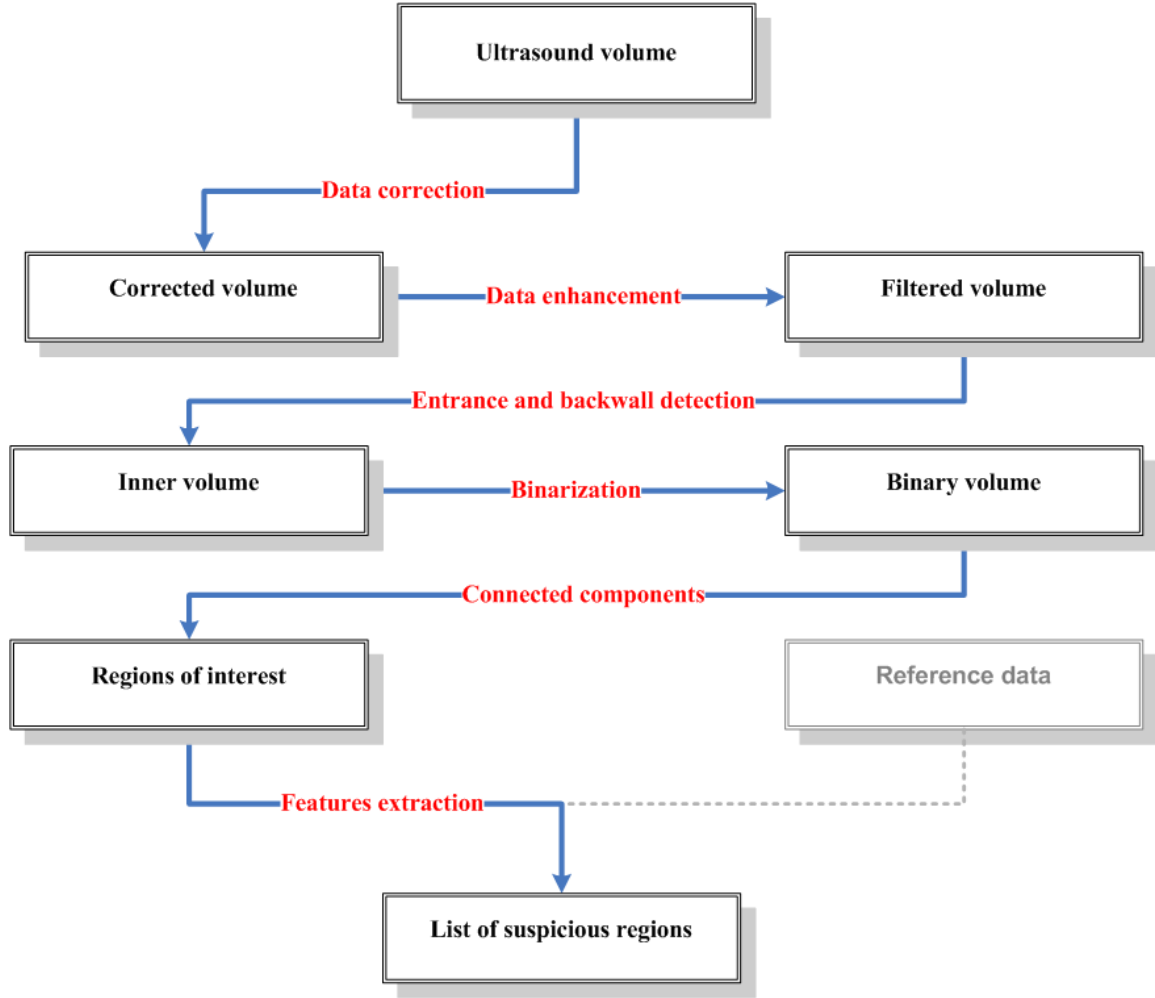 Ultrasound volume
Data correction
Corrected volume
Data enhancement
Filtered volume
Entrance and backwall detection
Inner volume
Binarization
Binary volume
Connected components
Regions of interest
Reference data
Features extraction
List of suspicious regions